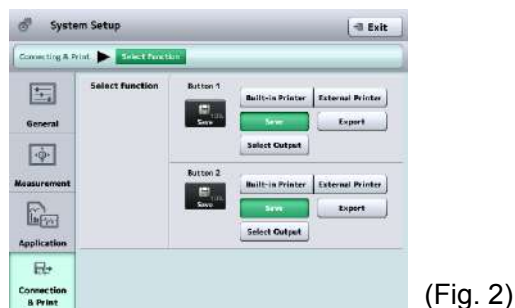 System Setup
Exit
Connecting & Print
Select Function
General
Measurement
Application
Connection
& Print
Select function
Button 1
Save
Built-in Printer
External Printer
Save
Export
Select Output
Button 2
Save
Built-in Printer
External Printer
Save
Export
Select Output
(Fig. 2)